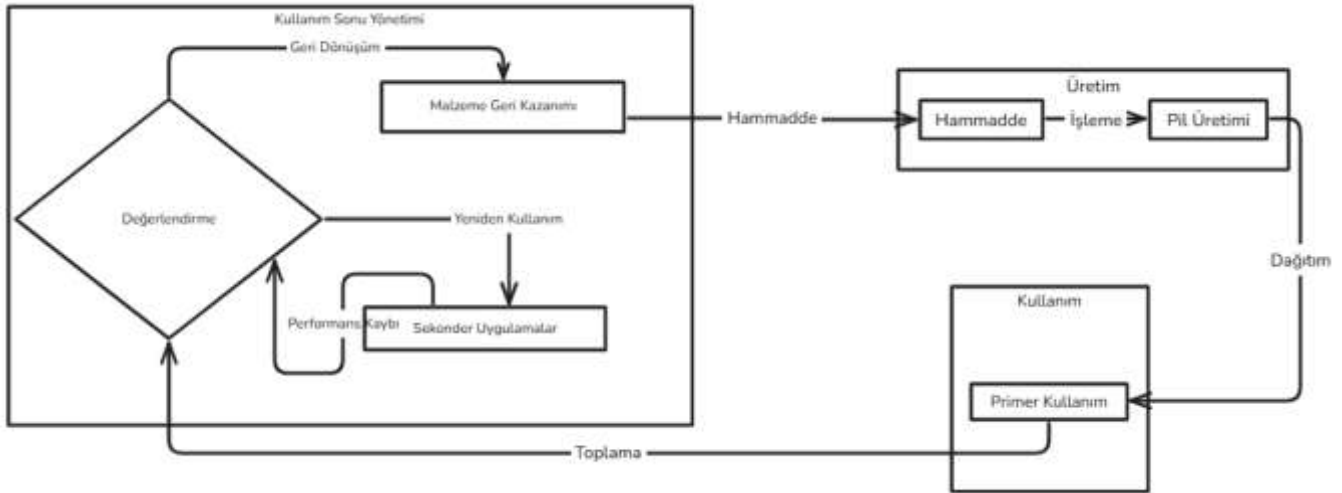 Kullanım Sonu Yönetimi
Geri Dönüşüm
Malzeme Geri Kazanımı
Hammadde
Üretim
Hammadde
İşleme
Pil Üretimi
Değerlendirme
Yeniden Kullanım
Dağıtım
Kullanım
Performans Kaybı
Sekonder Uygulamalar
Primer Kullanım
Toplama